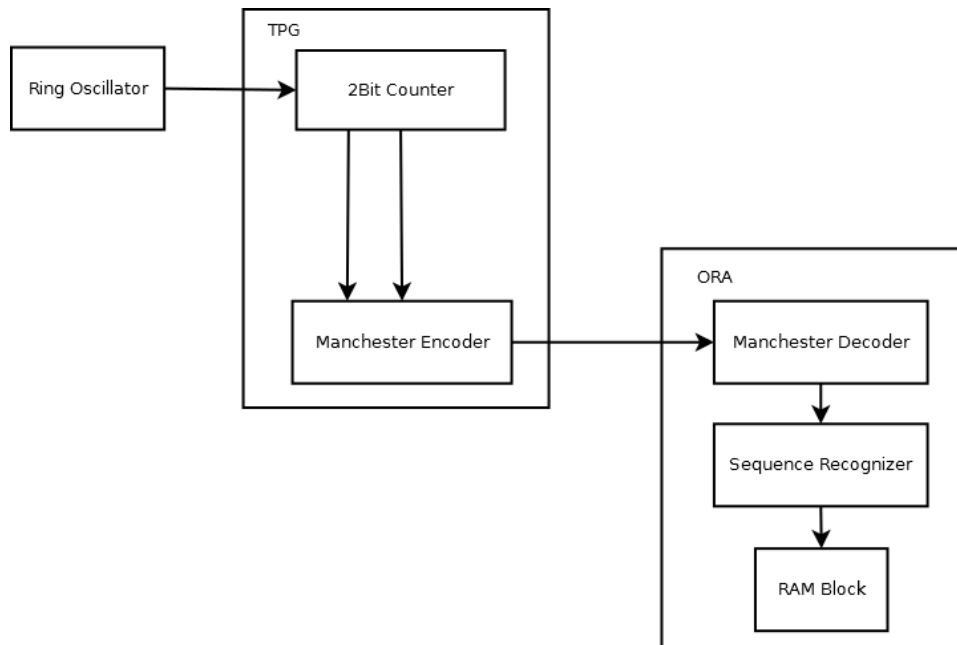 TPG
Ring Oscillator
2Bit Counter
Manchester Encoder
ORA
Manchester Decoder
Sequence Recognizer
RAM Block